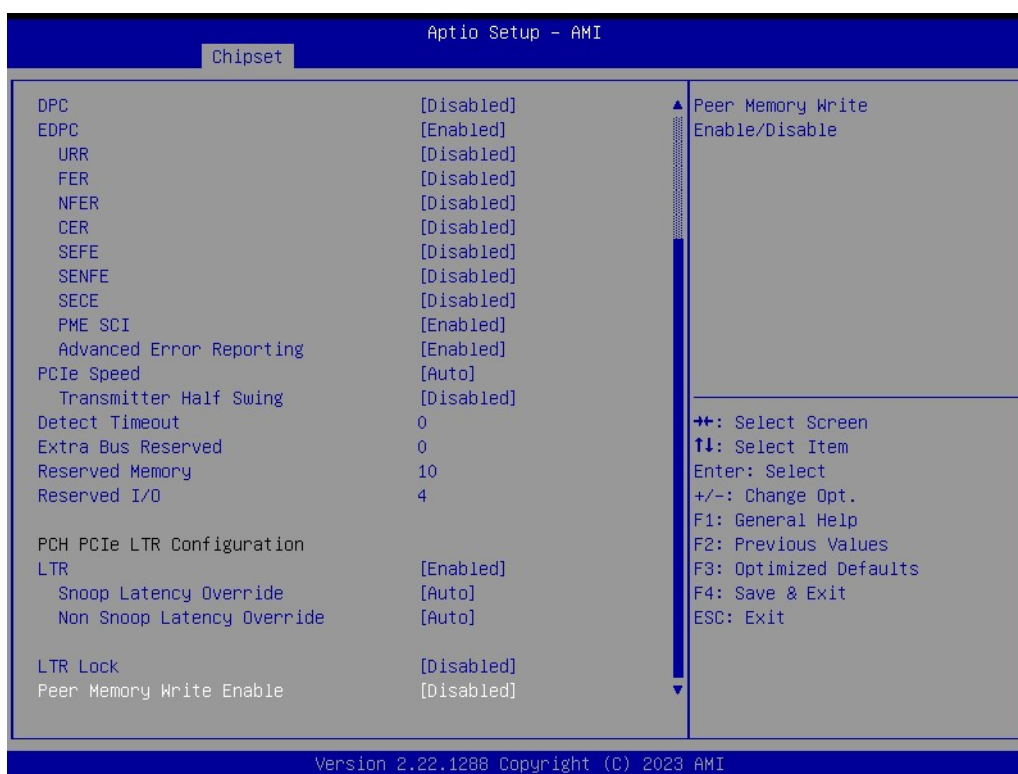 Aptio Setup – AMI
Chipset
DPC [Disabled]
EDPC [Enabled]
URR [Disabled]
FER [Disabled]
NFER [Disabled]
CER [Disabled]
SEFE [Disabled]
SENFE [Disabled]
SECE [Disabled]
PME SCI [Enabled]
Advanced Error Reporting [Enabled]
PCIe Speed [Auto]
Transmitter Half Swing [Disabled]
Detect Timeout 0
Extra Bus Reserved 0
Reserved Memory 10
Reserved I/O 4
PCH PCIe LTR Configuration
LTR [Enabled]
Snoop Latency Override [Auto]
Non Snoop Latency Override [Auto]
LTR Lock [Disabled]
Peer Memory Write Enable [Disabled]
Peer Memory Write
Enable/Disable
→←: Select Screen
↑↓: Select Item
Enter: Select
+/-: Change Opt.
F1: General Help
F2: Previous Values
F3: Optimized Defaults
F4: Save & Exit
ESC: Exit
Version 2.22.1288 Copyright (C) 2023 AMI